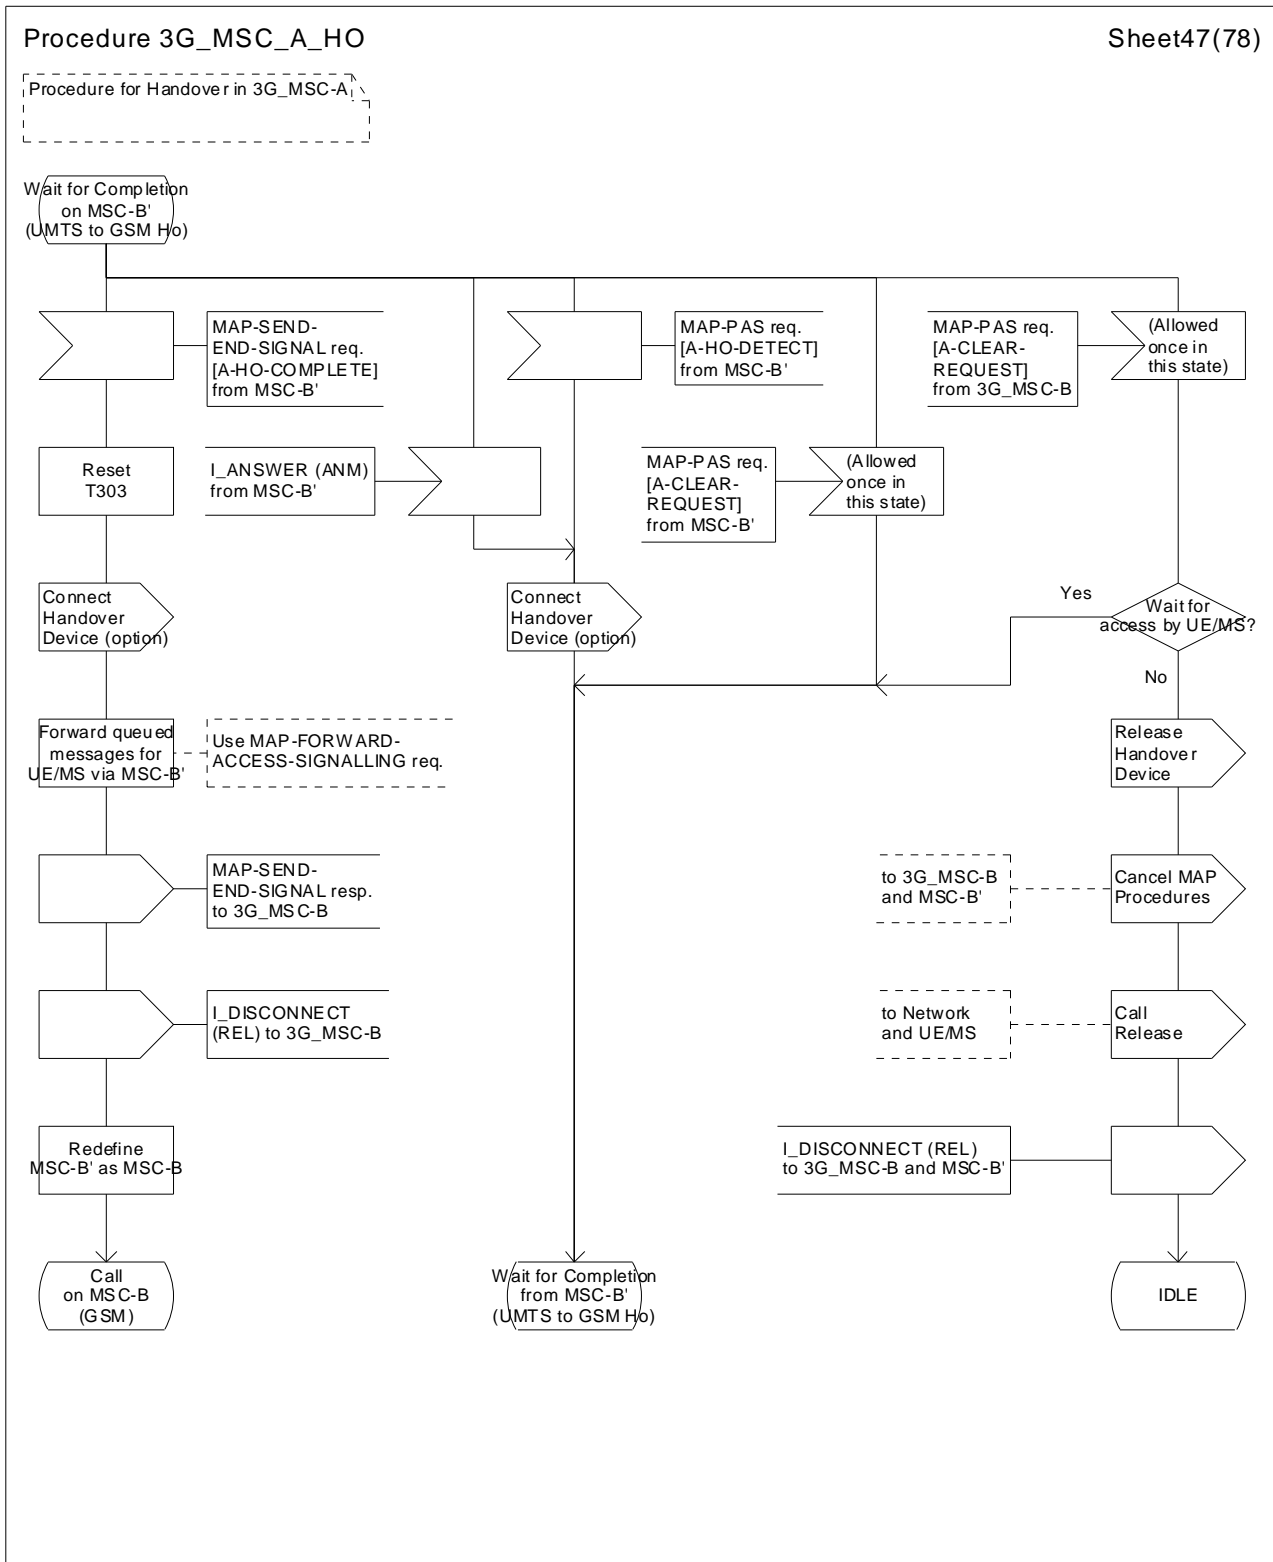 Procedure 3G_MSC_A_HO
Sheet47(78)
Procedure for Handover in 3G_MSC-A
Wait for Completion
on MSC-B'
(UMTS to GSM Ho)
MAP-SEND-
END-SIGNAL req.
[A-HO-COMPLETE]
from MSC-B'
MAP-PAS req.
[A-HO-DETECT]
from MSC-B'
MAP-PAS req.
[A-CLEAR-
REQUEST]
from 3G_MSC-B
(Allowed
once in
this state)
Reset
T303
I_ANSWER (ANM)
from MSC-B'
MAP-PAS req.
[A-CLEAR-
REQUEST]
from MSC-B'
(Allowed
once in
this state)
Connect
Handover
Device (option)
Connect
Handover
Device (option)
Yes
Wait for
access by UE/MS?
No
Forward queued
messages for
UE/MS via MSC-B'
Use MAP-FORWARD-
ACCESS-SIGNALLING req.
Release
Handover
Device
MAP-SEND-
END-SIGNAL resp.
to 3G_MSC-B
to 3G_MSC-B
and MSC-B'
Cancel MAP
Procedures
I_DISCONNECT
(REL) to 3G_MSC-B
to Network
and UE/MS
Call
Release
Redefine
MSC-B' as MSC-B
I_DISCONNECT (REL)
to 3G_MSC-B and MSC-B'
Call
on MSC-B
(GSM)
Wait for Completion
from MSC-B'
(UMTS to GSM Ho)
IDLE